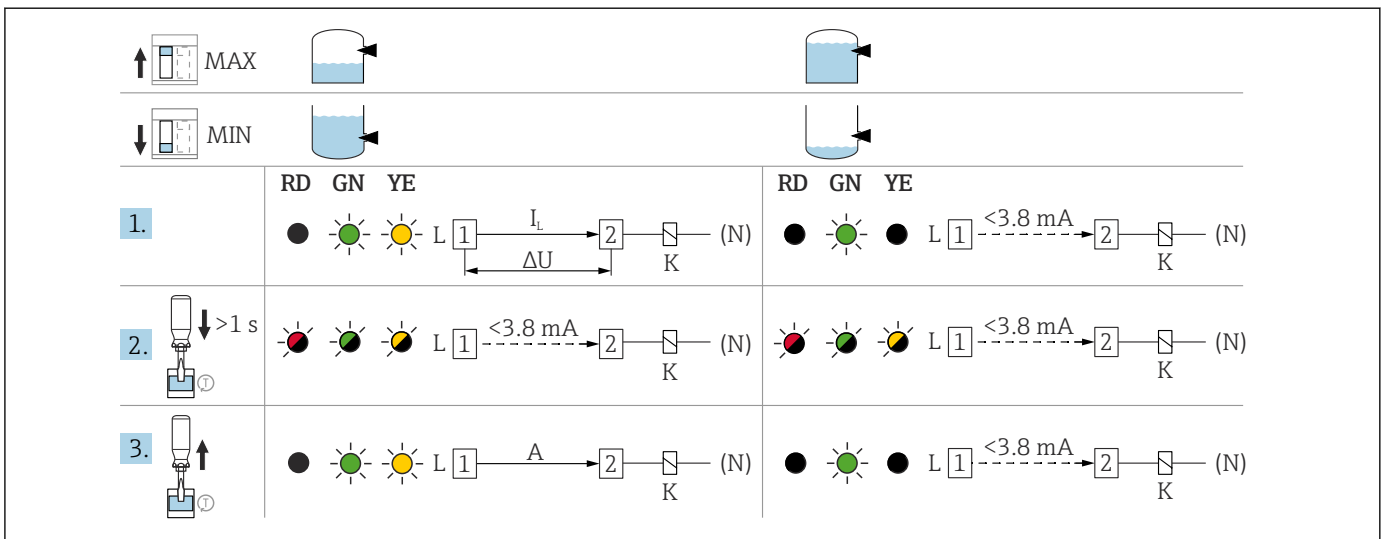 MAX
MIN
RD GN YE RD GN YE
1. L 1 I_L 2 (N) L 1 <3.8 mA 2 (N)
ΔU K K
2. >1 s L 1 <3.8 mA 2 (N) L 1 <3.8 mA 2 (N)
T K K
3. L 1 A 2 (N) L 1 <3.8 mA 2 (N)
T K K